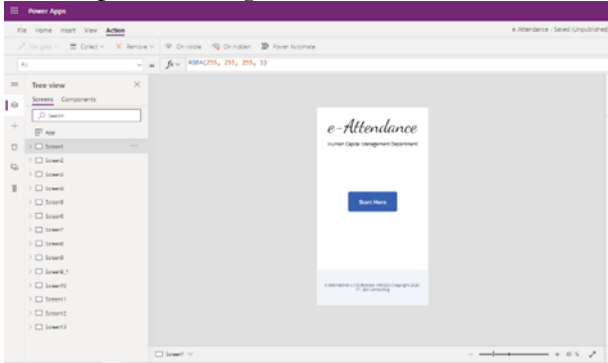 Power Apps
File Home Insert View Action
e-Attendance - Saved (Unpublished)
Navigate Collect Remove On visible On hidden Power Automate
Fill = fx RGBA(255, 255, 255, 1)
Tree view
Screens Components
Search
App
Screen1
Screen2
Screen3
Screen4
Screen5
Screen6
Screen7
Screen8
Screen9
Screen9_1
Screen10
Screen11
Screen12
Screen13
e-Attendance
Human Capital Management Department
Start Here
Screen1